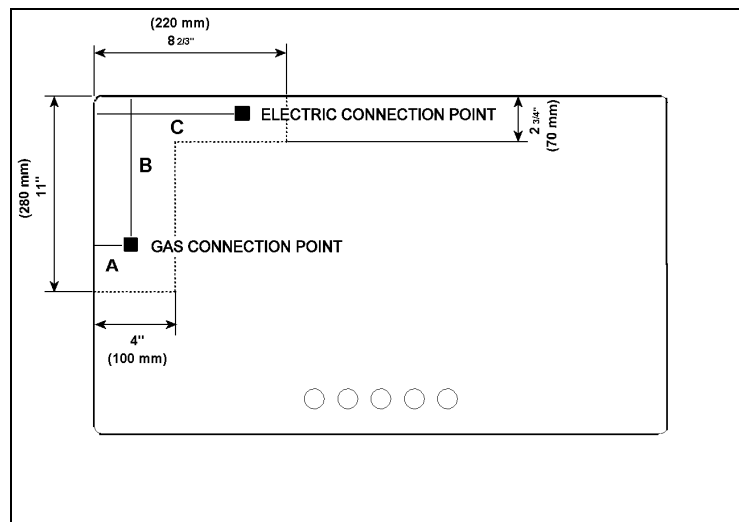 (220 mm)
8 2/3"
ELECTRIC CONNECTION POINT
C
2 3/4"
(70 mm)
B
(280 mm)
11"
GAS CONNECTION POINT
A
4"
(100 mm)